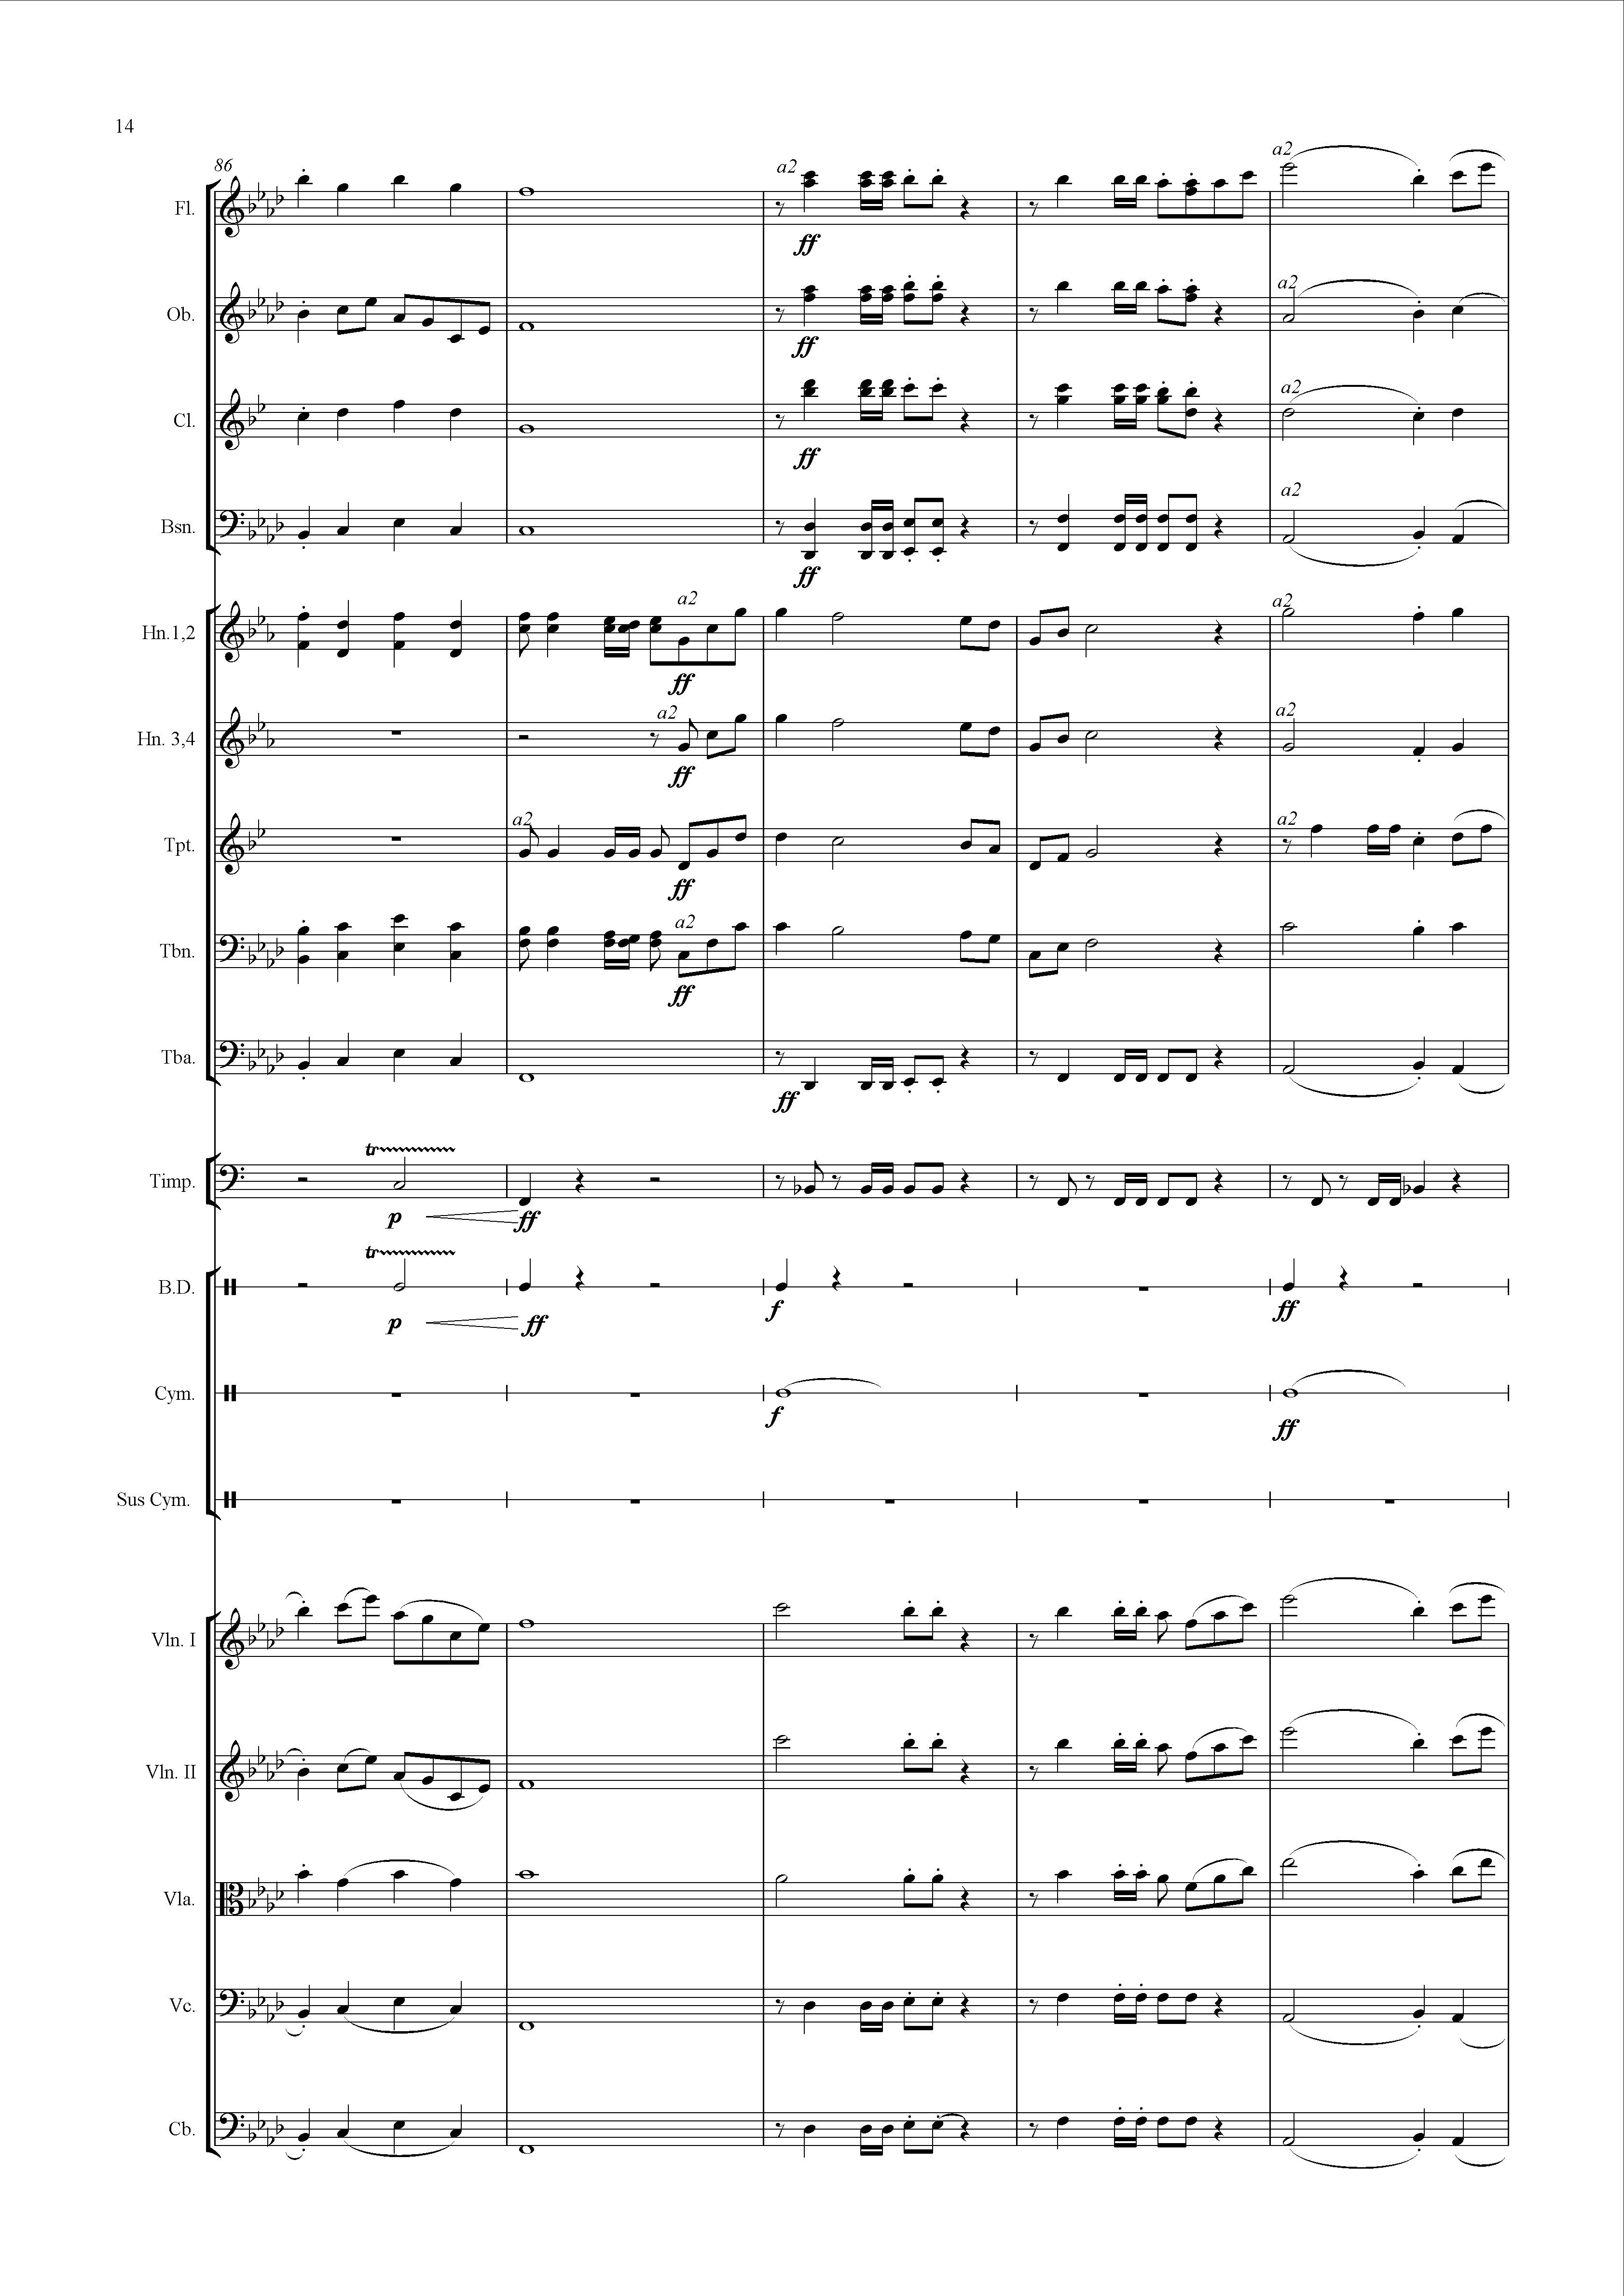 14
86
a2
a2
Fl.
ff
a2
Ob.
ff
a2
Cl.
ff
a2
Bsn.
ff
a2
a2
Hn.1,2
ff
a2
a2
Hn. 3,4
ff
a2
a2
Tpt.
ff
a2
Tbn.
ff
Tba.
ff
tr
Timp.
p
ff
tr
B.D.
f
ff
p
ff
Cym.
f
ff
Sus Cym.
Vln. I
Vln. II
Vla.
Vc.
Cb.